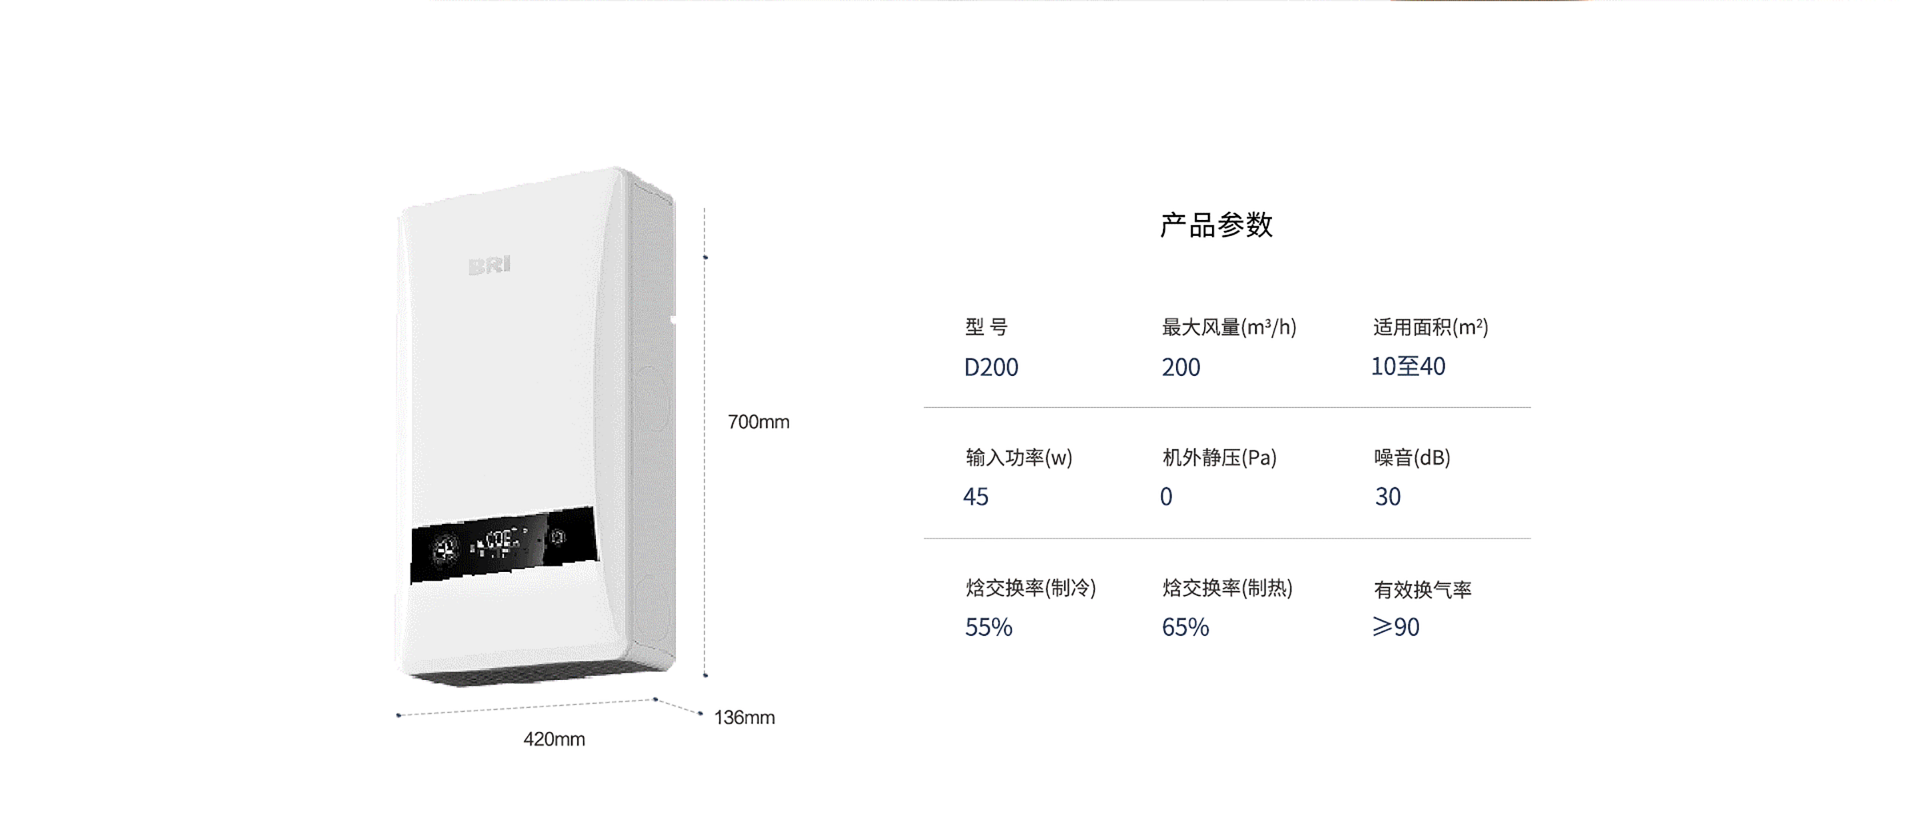 BRI
700mm
136mm
420mm
产品参数
型 号 最大风量(m³/h) 适用面积(m²)
D200 200 10至40
输入功率(w) 机外静压(Pa) 噪音(dB)
45 0 30
焓交换率(制冷) 焓交换率(制热) 有效换气率
55% 65% ≥90